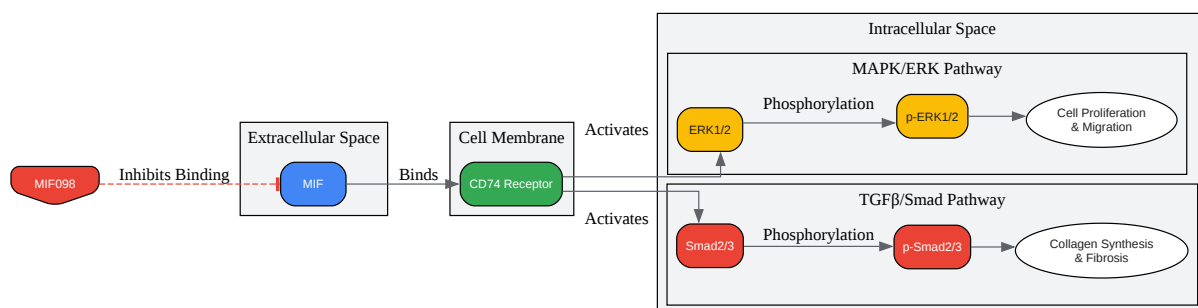 Intracellular Space
MAPK/ERK Pathway
Activates
Phosphorylation
ERK1/2
p-ERK1/2
Cell Proliferation
& Migration
Extracellular Space
Cell Membrane
MIF098
Inhibits Binding
MIF
Binds
CD74 Receptor
TGFβ/Smad Pathway
Activates
Phosphorylation
Smad2/3
p-Smad2/3
Collagen Synthesis
& Fibrosis